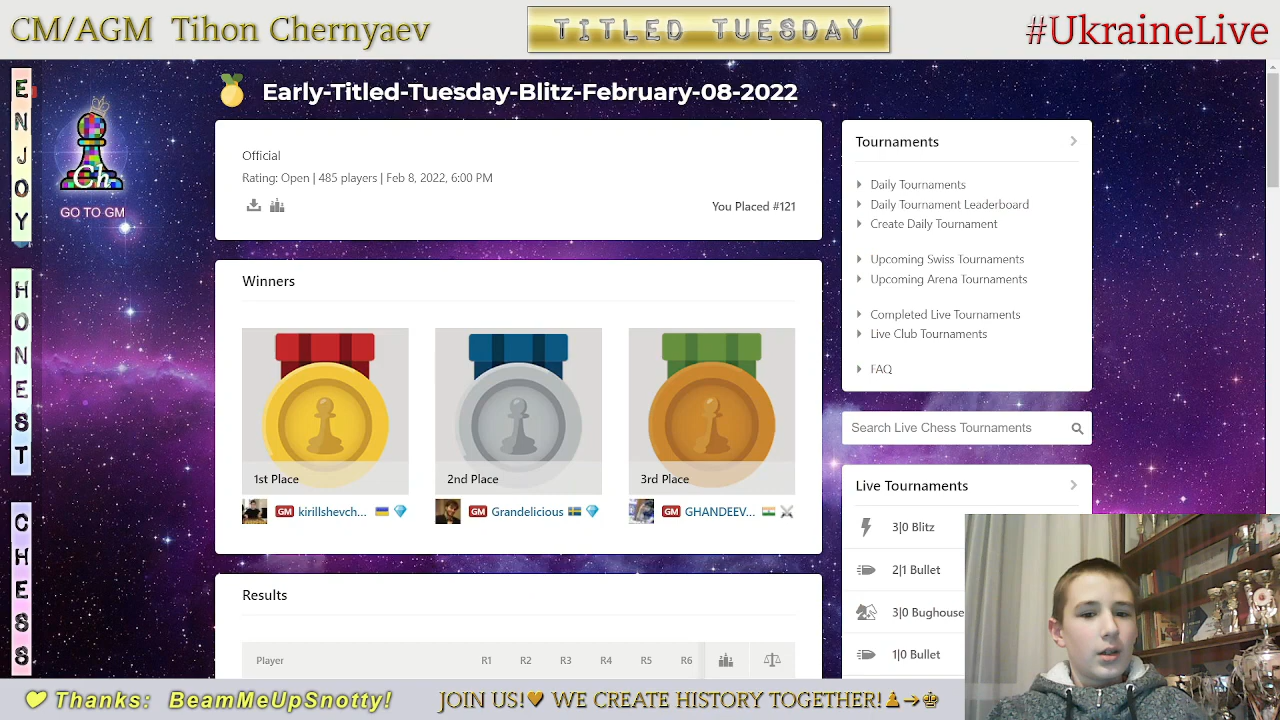 CM/AGM Tihon Chernyaev
TITLED TUESDAY
#UkraineLive
ENJOY
HONEST
CHESS
Ch
GO TO GM
Early-Titled-Tuesday-Blitz-February-08-2022
Official
Rating: Open | 485 players | Feb 8, 2022, 6:00 PM
You Placed #121
Winners
1st Place
2nd Place
3rd Place
GM kirillshevch...
GM Grandelicious
GM GHANDEEV...
Results
Player R1 R2 R3 R4 R5 R6
Tournaments
Daily Tournaments
Daily Tournament Leaderboard
Create Daily Tournament
Upcoming Swiss Tournaments
Upcoming Arena Tournaments
Completed Live Tournaments
Live Club Tournaments
FAQ
Search Live Chess Tournaments
Live Tournaments
3|0 Blitz
2|1 Bullet
3|0 Bughouse
1|0 Bullet
Thanks: BeamMeUpSnotty!
JOIN US!🧡 WE CREATE HISTORY TOGETHER!♟→♚